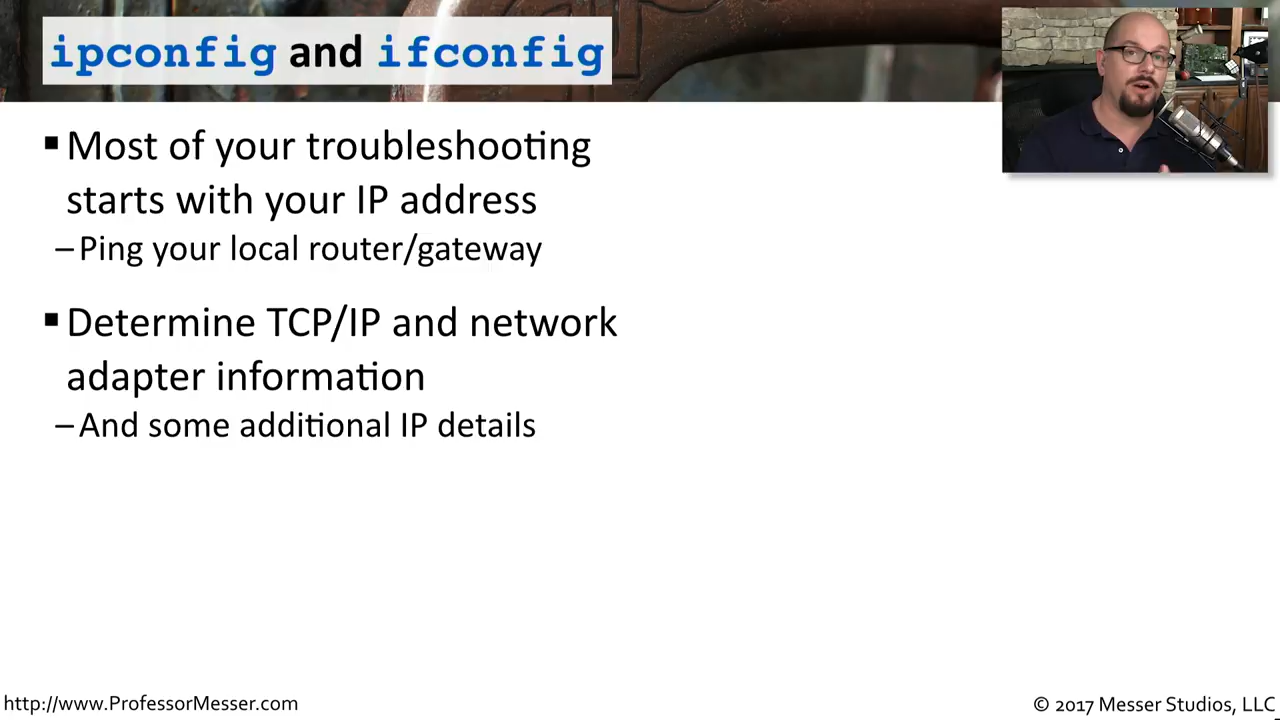 ipconfig and ifconfig
▪ Most of your troubleshooting
starts with your IP address
– Ping your local router/gateway
▪ Determine TCP/IP and network
adapter information
– And some additional IP details
http://www.ProfessorMesser.com
© 2017 Messer Studios, LLC